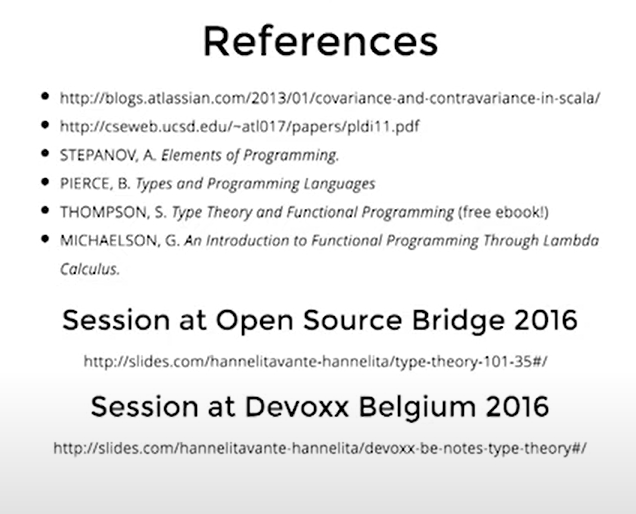 References
• http://blogs.atlassian.com/2013/01/covariance-and-contravariance-in-scala/
• http://cseweb.ucsd.edu/~atl017/papers/pldi11.pdf
• STEPANOV, A. Elements of Programming.
• PIERCE, B. Types and Programming Languages
• THOMPSON, S. Type Theory and Functional Programming (free ebook!)
• MICHAELSON, G. An Introduction to Functional Programming Through Lambda
Calculus.
Session at Open Source Bridge 2016
http://slides.com/hannelitavante-hannelita/type-theory-101-35#/
Session at Devoxx Belgium 2016
http://slides.com/hannelitavante-hannelita/devoxx-be-notes-type-theory#/